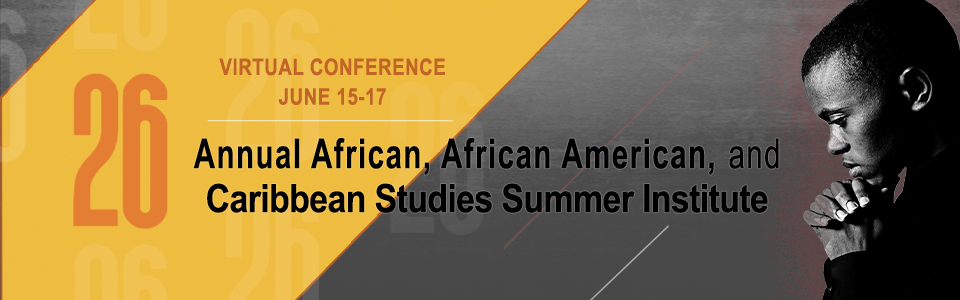 VIRTUAL CONFERENCE
JUNE 15-17
26
Annual African, African American, and
Caribbean Studies Summer Institute